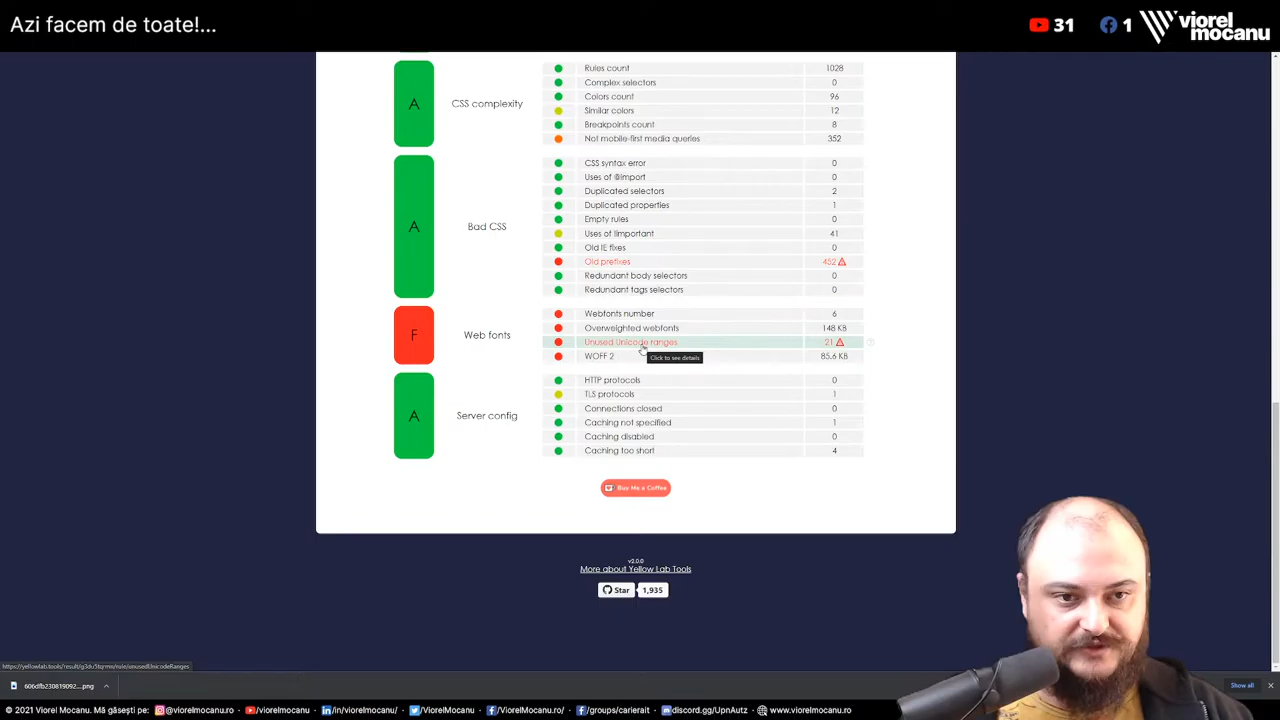 Azi facem de toate!...
31
1
viorel
mocanu
Rules count 1028
Complex selectors 0
Colors count 96
Similar colors 12
Breakpoints count 8
Not mobile-first media queries 352
A CSS complexity
CSS syntax error 0
Uses of @import 0
Duplicated selectors 2
Duplicated properties 1
Empty rules 0
Uses of !important 41
Old IE fixes 0
Old prefixes 452
Redundant body selectors 0
Redundant tags selectors 0
A Bad CSS
Webfonts number 6
Overweighted webfonts 148 KB
Unused Unicode ranges 21
WOFF 2 85.6 KB
F Web fonts
Click to see details
HTTP protocols 0
TLS protocols 1
Connections closed 0
Caching not specified 1
Caching disabled 0
Caching too short 4
A Server config
Buy Me a Coffee
v2.0.0
More about Yellow Lab Tools
Star 1,935
606dfb230819092....png
Show all
© 2021 Viorel Mocanu. Mă găsești pe: @viorelmocanu /viorelmocanu /in/viorelmocanu/ /ViorelMocanu /ViorelMocanu.ro/ /groups/carierait discord.gg/UpnAutz www.viorelmocanu.ro